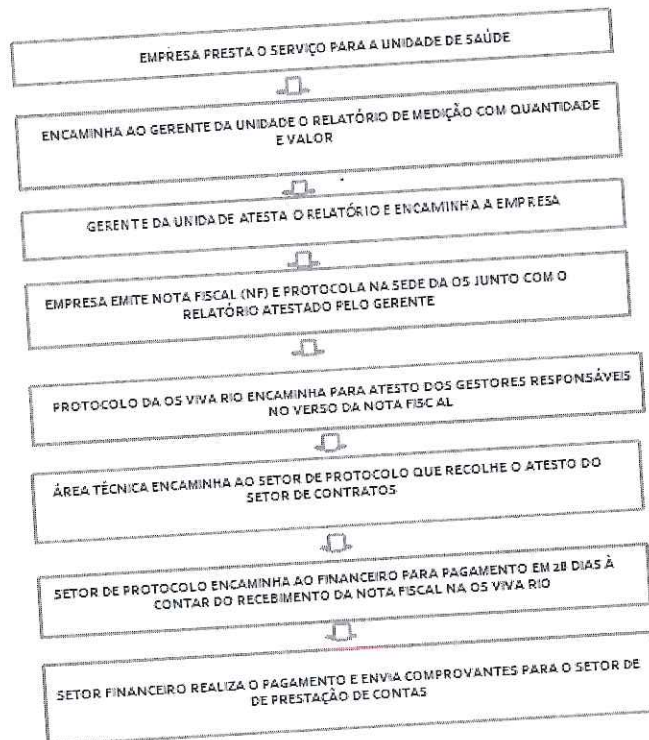 EMPRESA PRESTA O SERVIÇO PARA A UNIDADE DE SAÚDE
ENCAMINHA AO GERENTE DA UNIDADE O RELATÓRIO DE MEDIÇÃO COM QUANTIDADE
E VALOR
GERENTE DA UNIDADE ATESTA O RELATÓRIO E ENCAMINHA A EMPRESA
EMPRESA EMITE NOTA FISCAL (NF) E PROTOCOLA NA SEDE DA OS JUNTO COM O
RELATÓRIO ATESTADO PELO GERENTE
PROTOCOLO DA OS VIVA RIO ENCAMINHA PARA ATESTO DOS GESTORES RESPONSÁVEIS
NO VERSO DA NOTA FISCAL
ÁREA TÉCNICA ENCAMINHA AO SETOR DE PROTOCOLO QUE RECOLHE O ATESTO DO
SETOR DE CONTRATOS
SETOR DE PROTOCOLO ENCAMINHA AO FINANCEIRO PARA PAGAMENTO EM 28 DIAS À
CONTAR DO RECEBIMENTO DA NOTA FISCAL NA OS VIVA RIO
SETOR FINANCEIRO REALIZA O PAGAMENTO E ENVIA COMPROVANTES PARA O SETOR DE
DE PRESTAÇÃO DE CONTAS